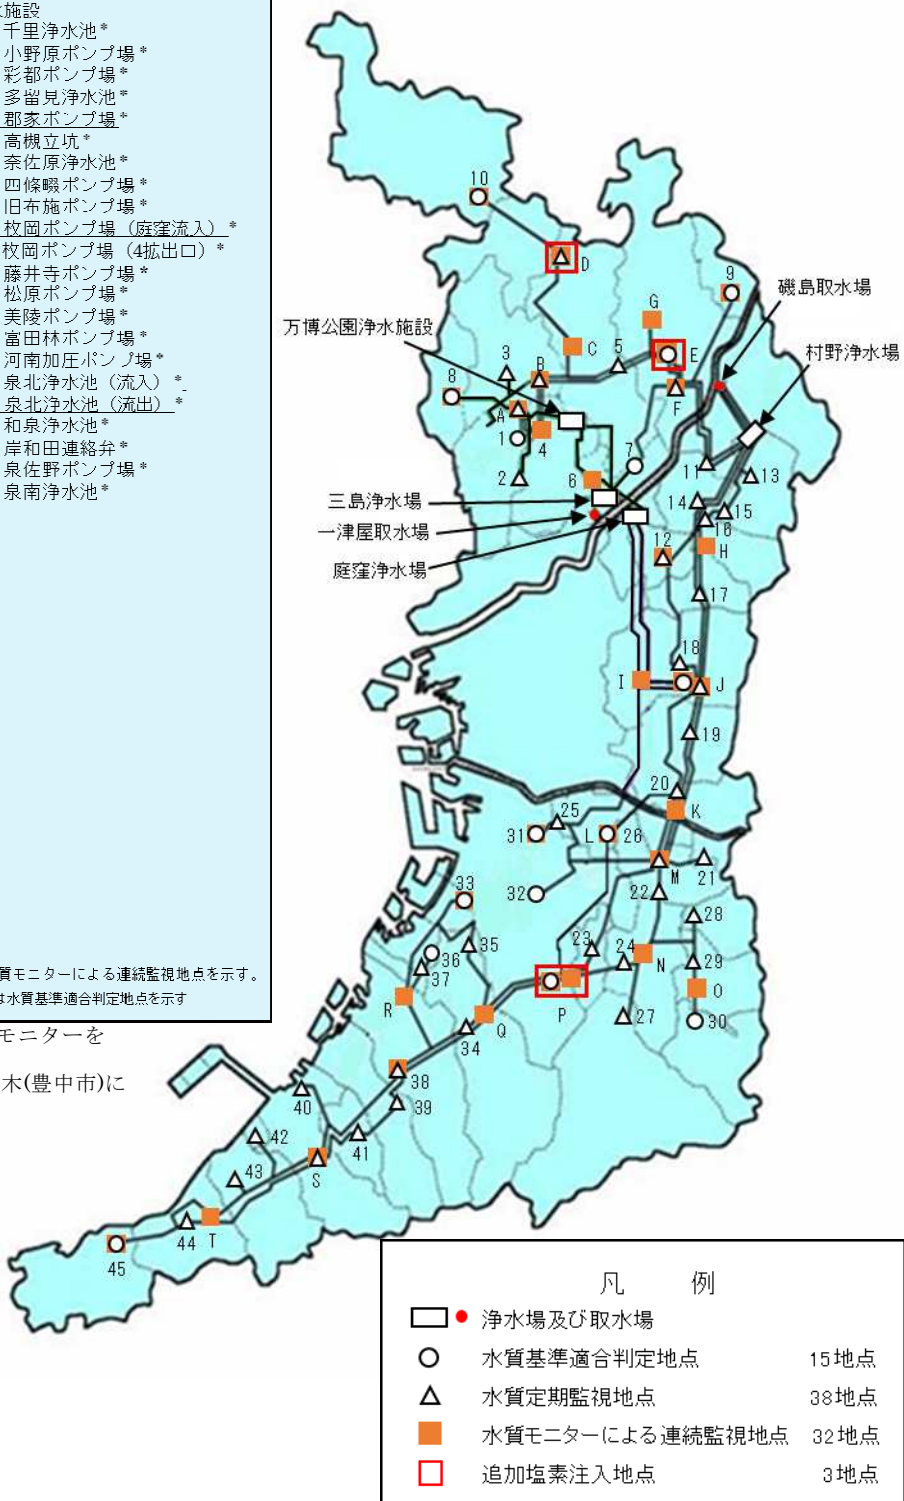 施設
千里浄水池*
小野原ポンプ場*
彩都ポンプ場*
多留見浄水池*
郡家ポンプ場*
高槻立坑*
奈佐原浄水池*
四條畷ポンプ場*
旧布施ポンプ場*
枚岡ポンプ場（庭窪流入）*
枚岡ポンプ場（4拡出口）*
藤井寺ポンプ場*
松原ポンプ場*
美陵ポンプ場*
富田林ポンプ場*
河南加圧ポンプ場*
泉北浄水池（流入）*
泉北浄水池（流出）*
和泉浄水池*
岸和田連絡弁*
泉佐野ポンプ場*
泉南浄水池*
質モニターによる連続監視地点を示す。
は水質基準適合判定地点を示す
モニターを
木(豊中市)に
10
D
9
磯島取水場
G
万博公園浄水施設
村野浄水場
3
B
C
5
E
8
F
A
1
4
7
2
6
11
13
三島浄水場
14
15
一津屋取水場
16
12
H
庭窪浄水場
17
18
I
J
19
20
K
25
31
L
26
M
21
33
32
22
28
35
23
24
36
37
N
29
R
P
O
Q
27
30
34
38
40
39
42
41
43
S
44
T
45
凡 例
浄水場及び取水場
水質基準適合判定地点 15地点
水質定期監視地点 38地点
水質モニターによる連続監視地点 32地点
追加塩素注入地点 3地点